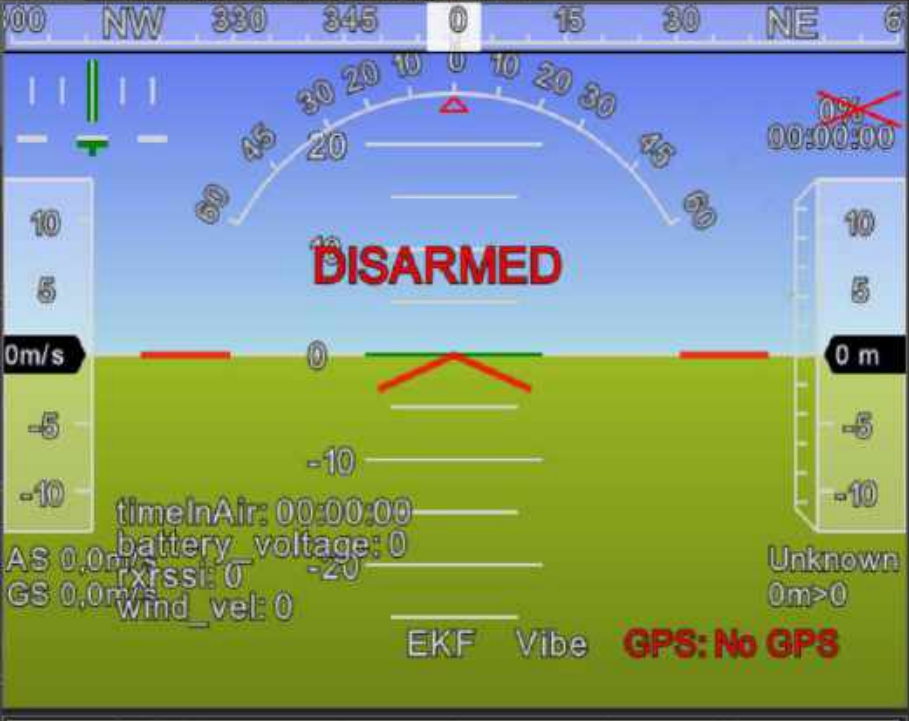 300 NW 330 345 0 15 30 NE 6
60 45 30 20 10 0 10 20 30 45 60
0%
00:00:00
20
10
DISARMED
10 10
5 5
0m/s 0 0 m
-5 -5
-10
-10 -10
timeInAir: 00:00:00
battery_voltage: 0
AS 0,0m/s Unknown
rxrssi: 0 -20
GS 0,0m/s 0m>0
wind_vel: 0
EKF Vibe GPS: No GPS